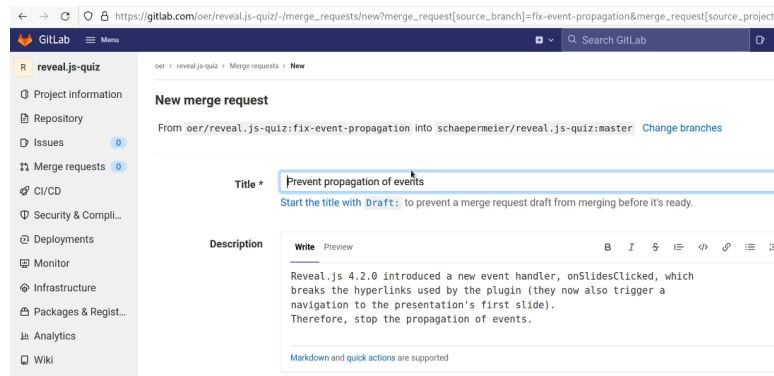 https://gitlab.com/oer/reveal.js-quiz/-/merge_requests/new?merge_request[source_branch]=fix-event-propagation&merge_request[source_project
GitLab Menu Search GitLab
R reveal.js-quiz
oer > reveal.js-quiz > Merge requests > New
Project information
Repository
Issues 0
Merge requests 0
CI/CD
Security & Compli...
Deployments
Monitor
Infrastructure
Packages & Regist...
Analytics
Wiki
New merge request
From oer/reveal.js-quiz:fix-event-propagation into schaepermeier/reveal.js-quiz:master Change branches
Title * Prevent propagation of events
Start the title with Draft: to prevent a merge request draft from merging before it's ready.
Description
Write Preview
Reveal.js 4.2.0 introduced a new event handler, onSlidesClicked, which
breaks the hyperlinks used by the plugin (they now also trigger a
navigation to the presentation's first slide).
Therefore, stop the propagation of events.
Markdown and quick actions are supported